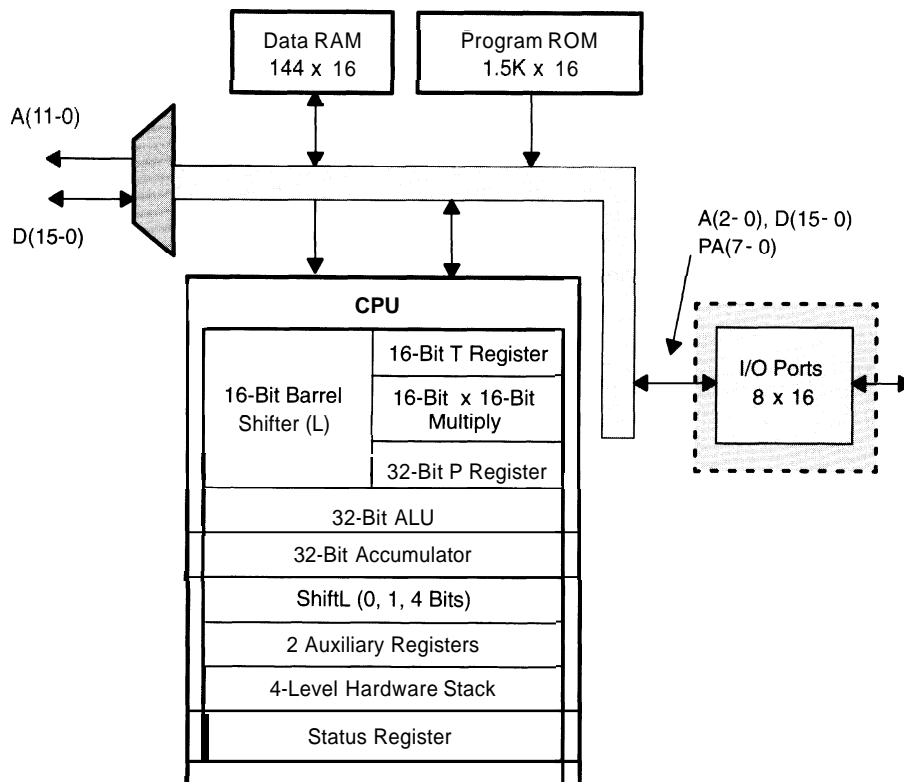 Data RAM
144 x 16
Program ROM
1.5K x 16
A(11-0)
D(15-0)
A(2- 0), D(15- 0)
PA(7- 0)
CPU
16-Bit Barrel
Shifter (L)
16-Bit T Register
16-Bit x 16-Bit
Multiply
32-Bit P Register
I/O Ports
8 x 16
32-Bit ALU
32-Bit Accumulator
ShiftL (0, 1, 4 Bits)
2 Auxiliary Registers
4-Level Hardware Stack
Status Register